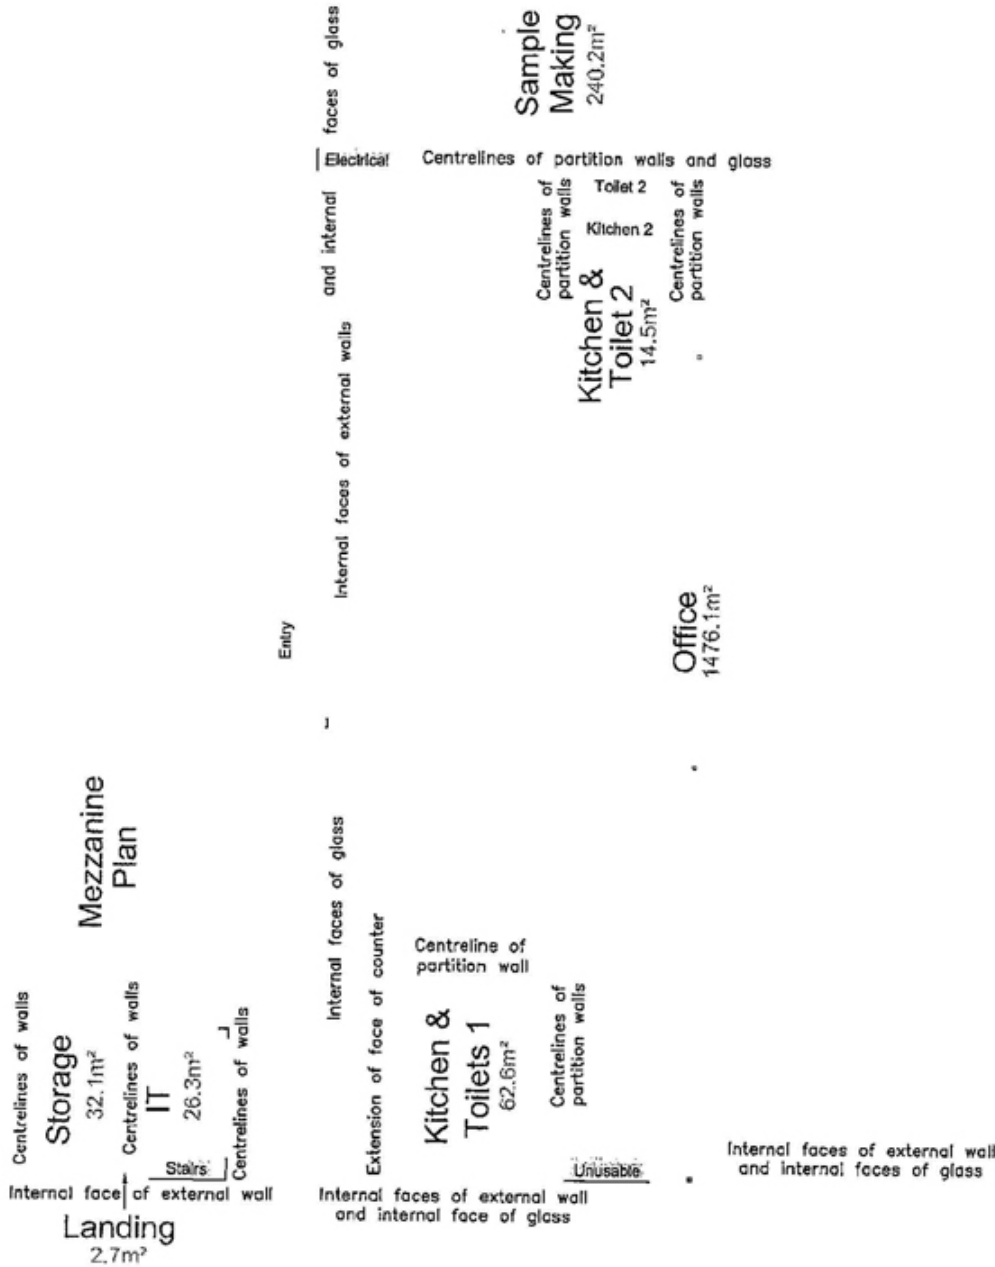 faces of glass
Sample
Making
240.2m²
Electrical
Centrelines of partition walls and glass
and internal
Centrelines of
partition walls
Toilet 2
Kitchen 2
Centrelines of
partition walls
Kitchen &
Toilet 2
14.5m²
Internal faces of external walls
Entry
Office
1476.1m²
Mezzanine
Plan
Internal faces of glass
Extension of face of counter
Centreline of
partition wall
Kitchen &
Toilets 1
62.6m²
Centrelines of
partition walls
Centrelines of walls
Storage
32.1m²
Centrelines of walls
IT
26.3m²
Centrelines of walls
Stairs
Unusable
Internal face of external wall
Landing
2.7m²
Internal faces of external wall
and internal face of glass
Internal faces of external wall
and internal faces of glass